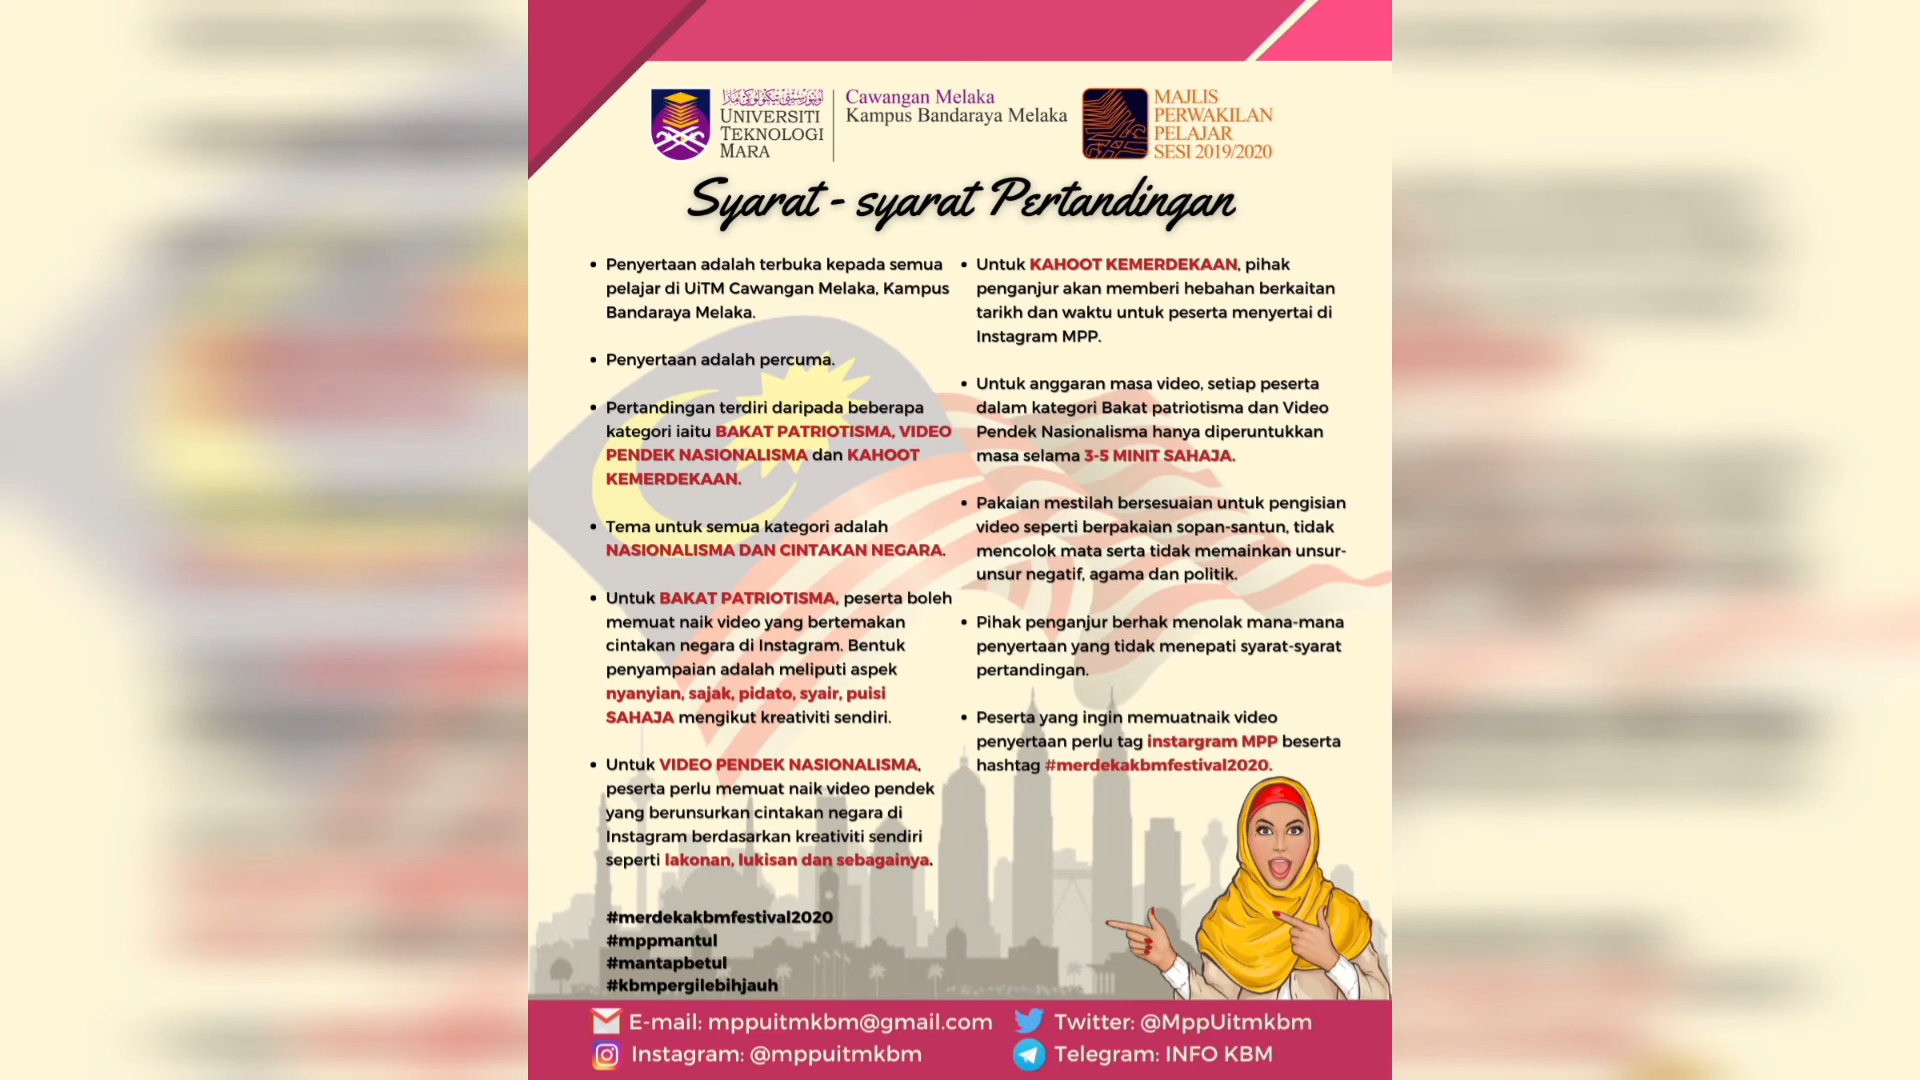 اونيۏرسيتي تيكنولوڬي مارا
UNIVERSITI
TEKNOLOGI
MARA
Cawangan Melaka
Kampus Bandaraya Melaka
MAJLIS
PERWAKILAN
PELAJAR
SESI 2019/2020
Syarat - syarat Pertandingan
• Penyertaan adalah terbuka kepada semua
pelajar di UiTM Cawangan Melaka, Kampus
Bandaraya Melaka.
• Penyertaan adalah percuma.
• Pertandingan terdiri daripada beberapa
kategori iaitu BAKAT PATRIOTISMA, VIDEO
PENDEK NASIONALISMA dan KAHOOT
KEMERDEKAAN.
• Tema untuk semua kategori adalah
NASIONALISMA DAN CINTAKAN NEGARA.
• Untuk BAKAT PATRIOTISMA, peserta boleh
memuat naik video yang bertemakan
cintakan negara di Instagram. Bentuk
penyampaian adalah meliputi aspek
nyanyian, sajak, pidato, syair, puisi
SAHAJA mengikut kreativiti sendiri.
• Untuk VIDEO PENDEK NASIONALISMA,
peserta perlu memuat naik video pendek
yang berunsurkan cintakan negara di
Instagram berdasarkan kreativiti sendiri
seperti lakonan, lukisan dan sebagainya.
• Untuk KAHOOT KEMERDEKAAN, pihak
penganjur akan memberi hebahan berkaitan
tarikh dan waktu untuk peserta menyertai di
Instagram MPP.
• Untuk anggaran masa video, setiap peserta
dalam kategori Bakat patriotisma dan Video
Pendek Nasionalisma hanya diperuntukkan
masa selama 3-5 MINIT SAHAJA.
• Pakaian mestilah bersesuaian untuk pengisian
video seperti berpakaian sopan-santun, tidak
mencolok mata serta tidak memainkan unsur-
unsur negatif, agama dan politik.
• Pihak penganjur berhak menolak mana-mana
penyertaan yang tidak menepati syarat-syarat
pertandingan.
• Peserta yang ingin memuatnaik video
penyertaan perlu tag instargram MPP beserta
hashtag #merdekakbmfestival2020.
#merdekakbmfestival2020
#mppmantul
#mantapbetul
#kbmpergilebihjauh
E-mail: mppuitmkbm@gmail.com
Twitter: @MppUitmkbm
Instagram: @mppuitmkbm
Telegram: INFO KBM